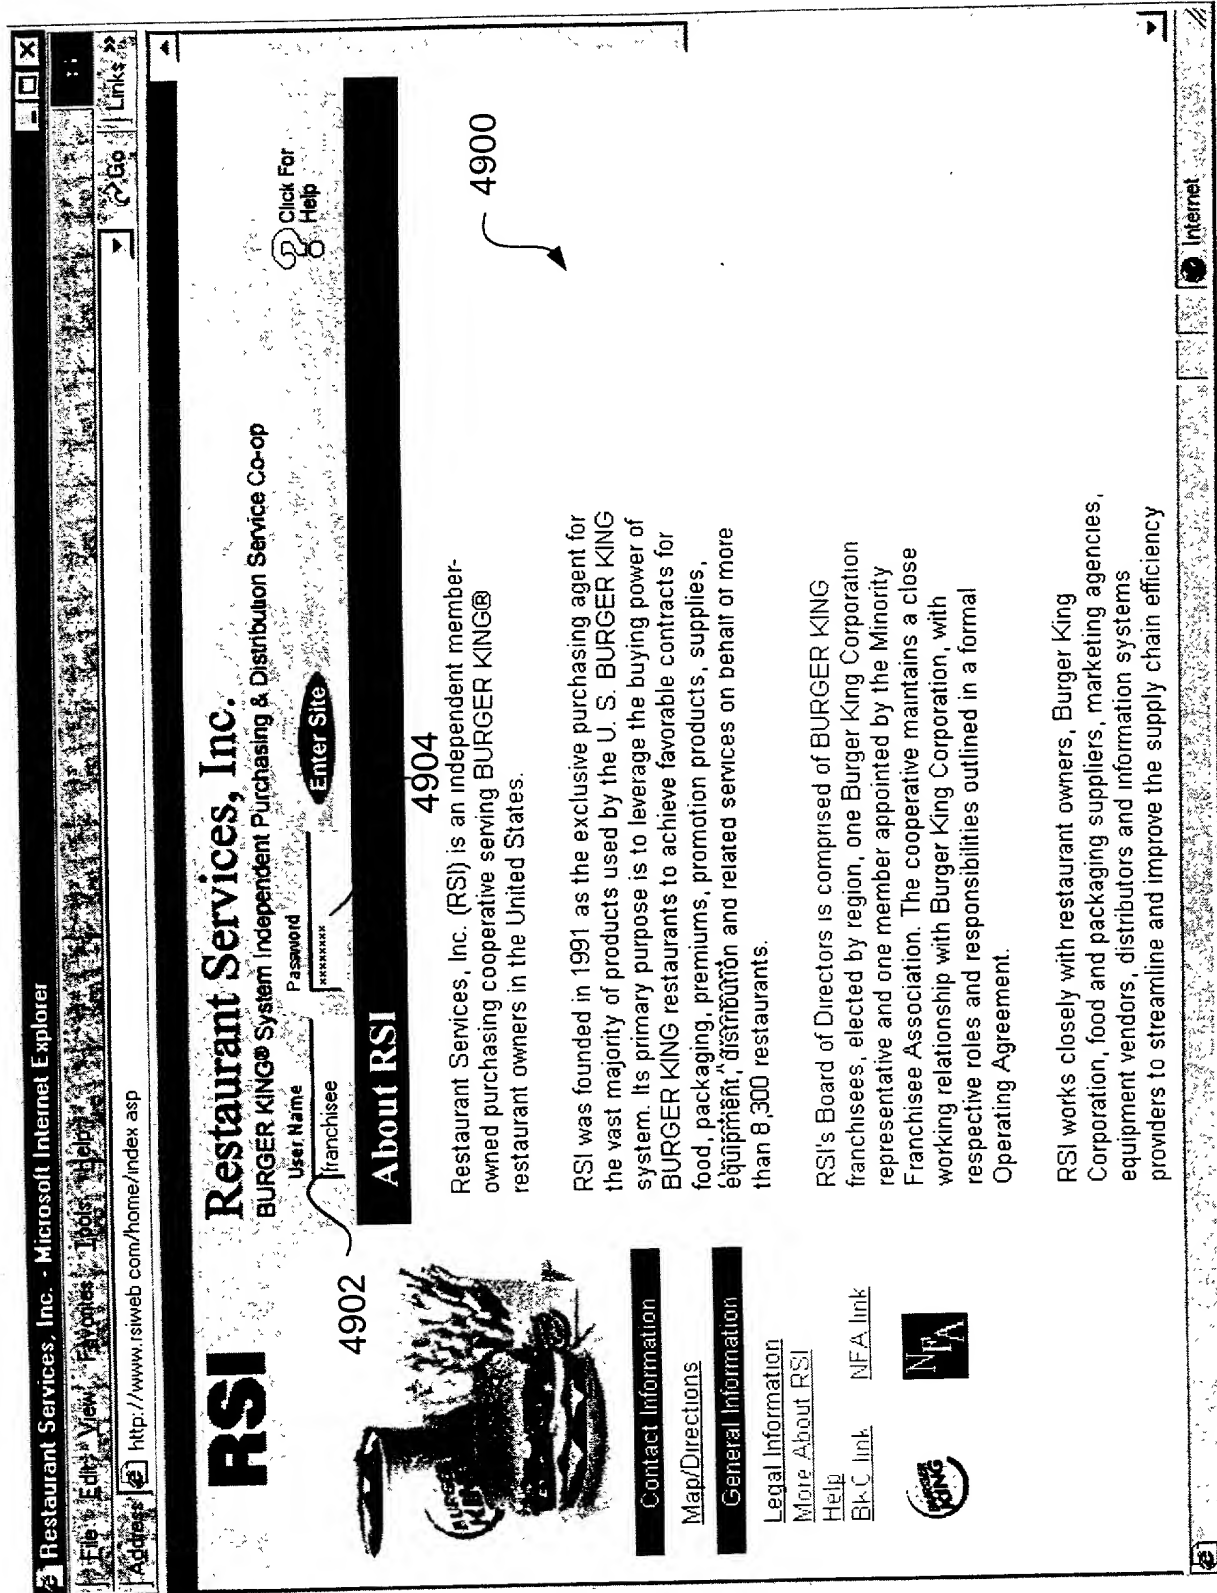 Restaurant Services, Inc. - Microsoft Internet Explorer
File Edit View Favorites Tools Help
Address http://www.rsiweb com/home/index asp Go Links »
RSI
Restaurant Services, Inc.
BURGER KING® System Independent Purchasing & Distribution Service Co-op
User Name Password
franchisee xxxxxxxx Enter Site
Click For
Help
4902
4904
4900
About RSI
Restaurant Services, Inc. (RSI) is an independent member-
owned purchasing cooperative serving BURGER KING®
restaurant owners in the United States.
RSI was founded in 1991 as the exclusive purchasing agent for
the vast majority of products used by the U. S. BURGER KING
system. Its primary purpose is to leverage the buying power of
BURGER KING restaurants to achieve favorable contracts for
food, packaging, premiums, promotion products, supplies,
equipment, distribution and related services on behalf of more
than 8,300 restaurants.
RSI's Board of Directors is comprised of BURGER KING
franchisees, elected by region, one Burger King Corporation
representative and one member appointed by the Minority
Franchisee Association. The cooperative maintains a close
working relationship with Burger King Corporation, with
respective roles and responsibilities outlined in a formal
Operating Agreement.
RSI works closely with restaurant owners, Burger King
Corporation, food and packaging suppliers, marketing agencies,
equipment vendors, distributors and information systems
providers to streamline and improve the supply chain efficiency
BURGER
KING
Contact Information
Map/Directions
General Information
Legal Information
More About RSI
Help
BKC link NFA link
BURGER
KING
NFA
Internet